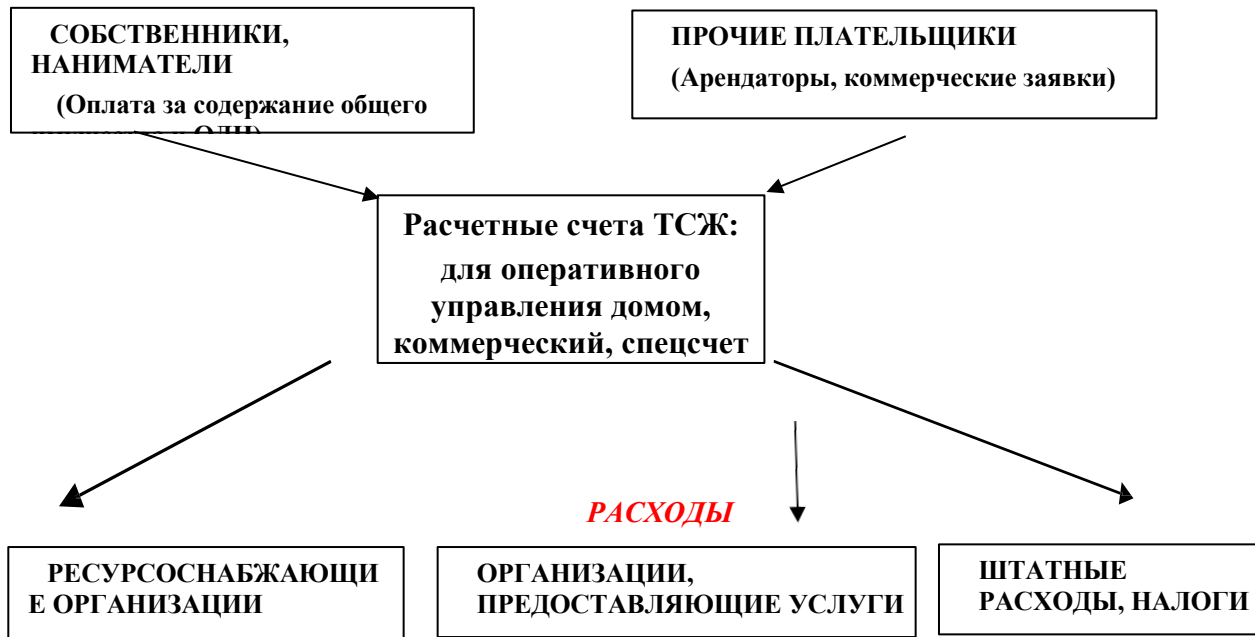 СОБСТВЕННИКИ,
НАНИМАТЕЛИ
(Оплата за содержание общего
ПРОЧИЕ ПЛАТЕЛЬЩИКИ
(Арендаторы, коммерческие заявки)
Расчетные счета ТСЖ:
для оперативного
управления домом,
коммерческий, спецсчет
РАСХОДЫ
РЕСУРСОСНАБЖАЮЩИ
Е ОРГАНИЗАЦИИ
ОРГАНИЗАЦИИ,
ПРЕДОСТАВЛЯЮЩИЕ УСЛУГИ
ШТАТНЫЕ
РАСХОДЫ, НАЛОГИ